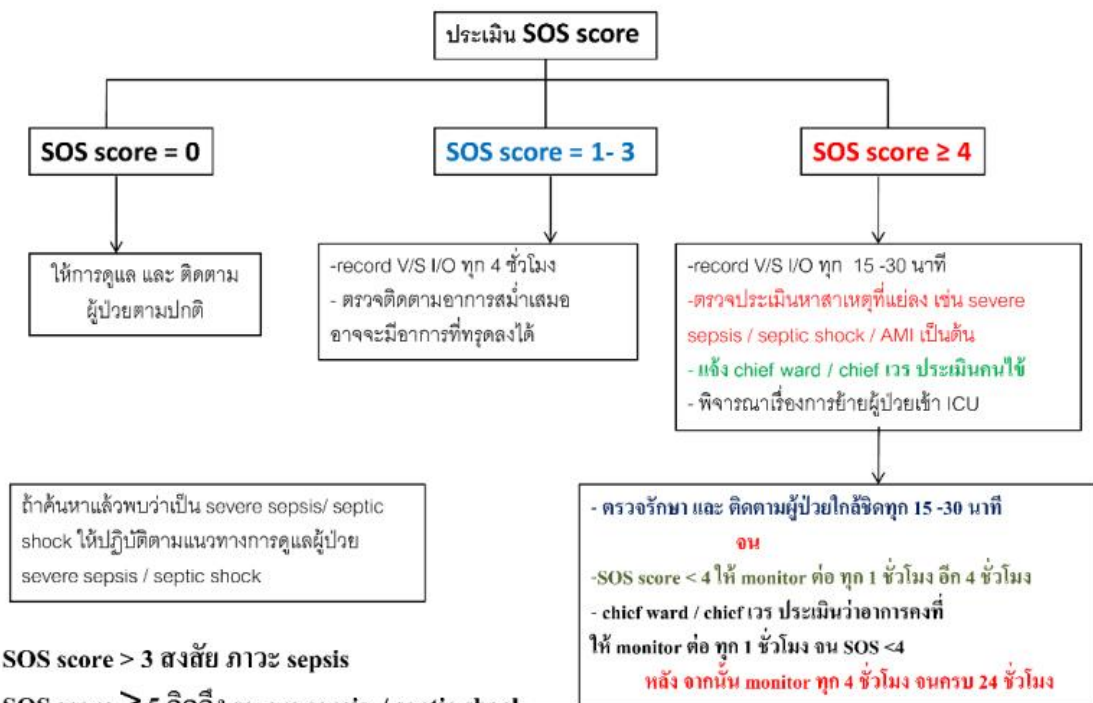 ประเมิน SOS score
SOS score = 0
SOS score = 1- 3
SOS score ≥ 4
ให้การดูแล และ ติดตาม
ผู้ป่วยตามปกติ
-record V/S I/O ทุก 4 ชั่วโมง
- ตรวจติดตามอาการสม่ำเสมอ
อาจจะมีอาการที่ทรุดลงได้
-record V/S I/O ทุก 15 -30 นาที
-ตรวจประเมินหาสาเหตุที่แย่ลง เช่น severe
sepsis / septic shock / AMI เป็นต้น
- แจ้ง chief ward / chief เวร ประเมินคนไข้
- พิจารณาเรื่องการย้ายผู้ป่วยเข้า ICU
ถ้าค้นหาแล้วพบว่าเป็น severe sepsis/ septic
shock ให้ปฏิบัติตามแนวทางการดูแลผู้ป่วย
severe sepsis / septic shock
- ตรวจรักษา และ ติดตามผู้ป่วยใกล้ชิดทุก 15 -30 นาที
จน
-SOS score < 4 ให้ monitor ต่อ ทุก 1 ชั่วโมง อีก 4 ชั่วโมง
- chief ward / chief เวร ประเมินว่าอาการคงที่
ให้ monitor ต่อ ทุก 1 ชั่วโมง จน SOS <4
หลัง จากนั้น monitor ทุก 4 ชั่วโมง จนครบ 24 ชั่วโมง
SOS score > 3 สงสัย ภาวะ sepsis
SOS score ≥ 5 / septic shock